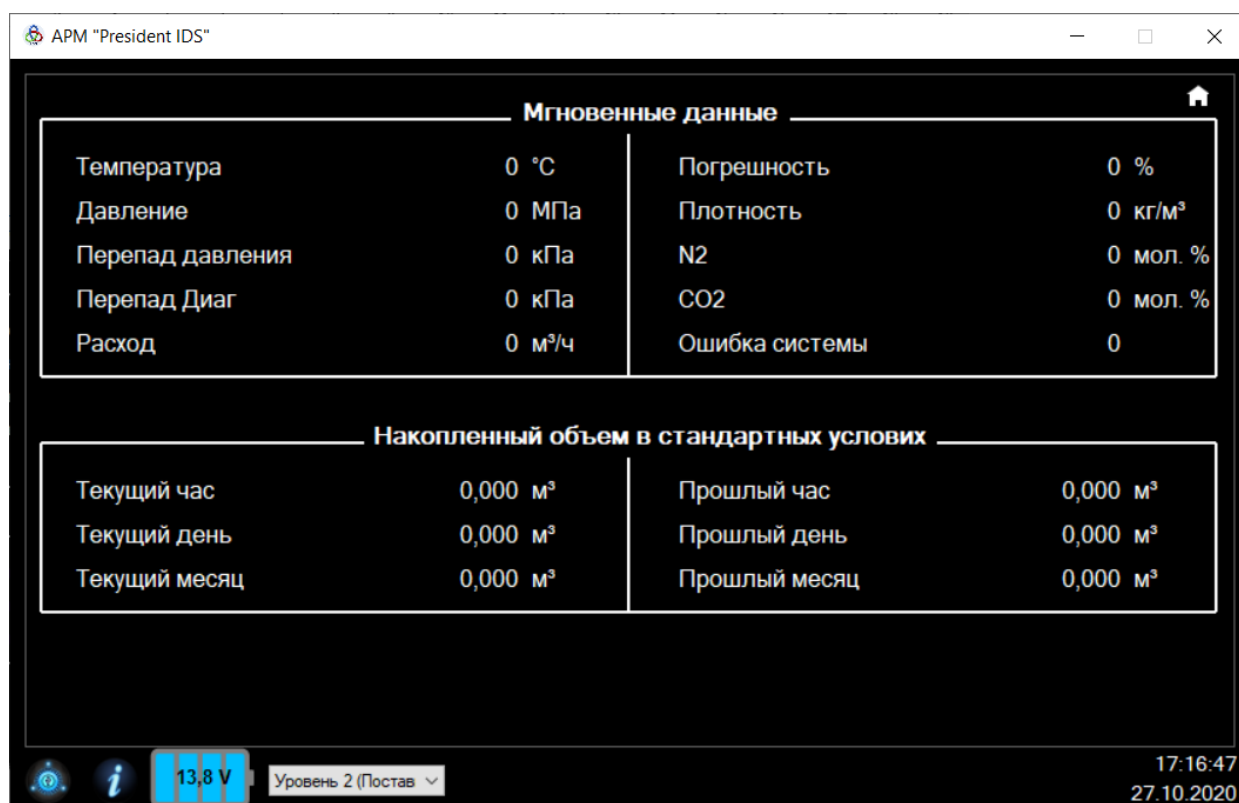 АРМ "President IDS"
Мгновенные данные
Температура 0 °C Погрешность 0 %
Давление 0 МПа Плотность 0 кг/м³
Перепад давления 0 кПа N2 0 мол. %
Перепад Диаг 0 кПа CO2 0 мол. %
Расход 0 м³/ч Ошибка системы 0
Накопленный объем в стандартных услових
Текущий час 0,000 м³ Прошлый час 0,000 м³
Текущий день 0,000 м³ Прошлый день 0,000 м³
Текущий месяц 0,000 м³ Прошлый месяц 0,000 м³
i 13,8 V Уровень 2 (Постав 17:16:47
27.10.2020